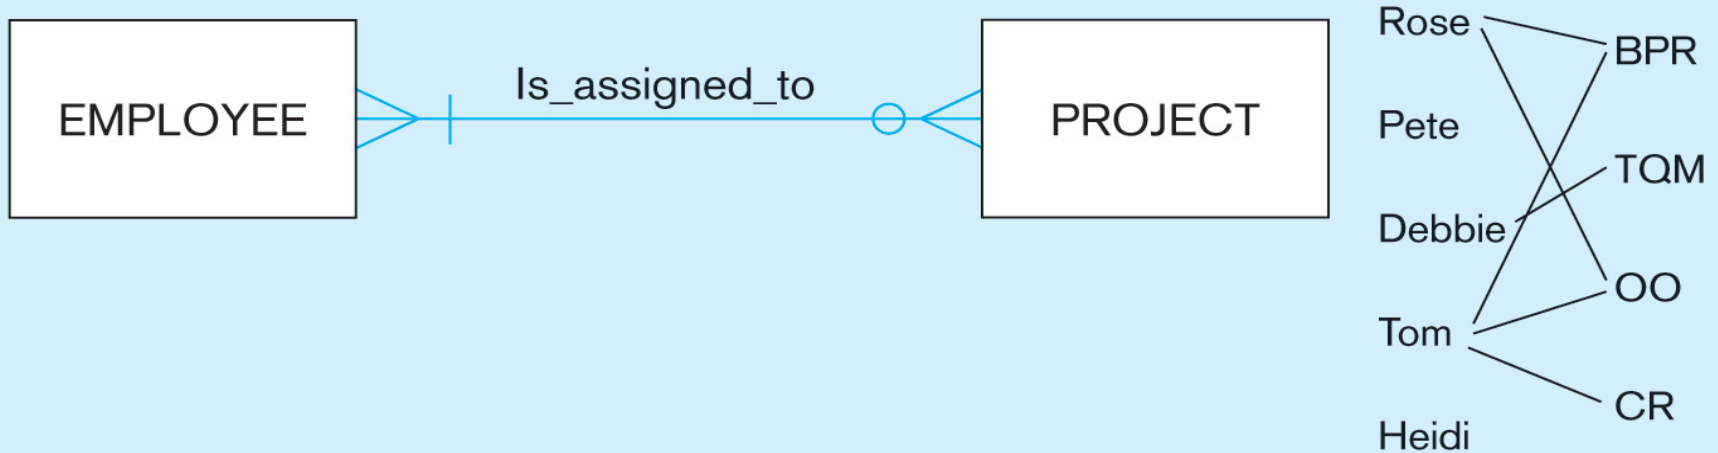 EMPLOYEE
Is_assigned_to
PROJECT
Rose
BPR
Pete
TQM
Debbie
OO
Tom
CR
Heidi